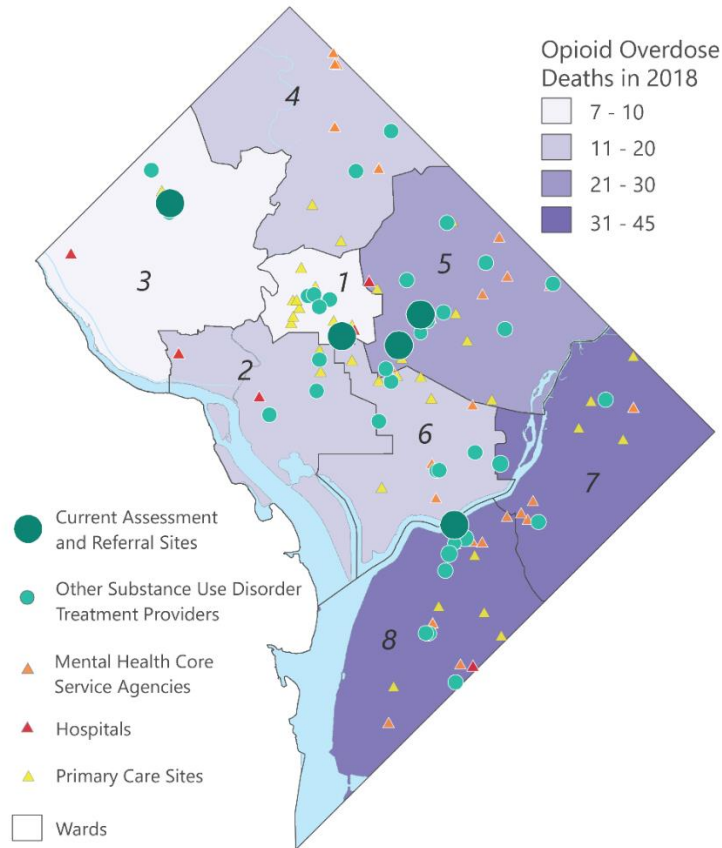 Opioid Overdose
Deaths in 2018
7 - 10
11 - 20
21 - 30
31 - 45
4
3
1
5
2
6
7
8
Current Assessment
and Referral Sites
Other Substance Use Disorder
Treatment Providers
Mental Health Core
Service Agencies
Hospitals
Primary Care Sites
Wards